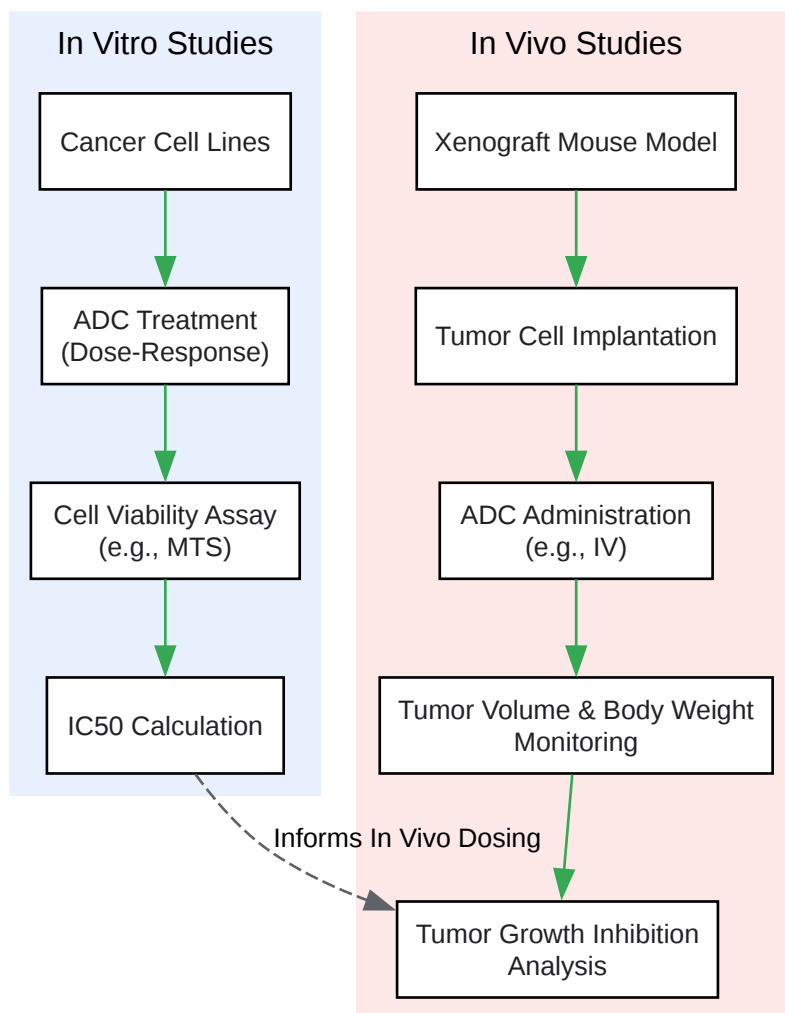 In Vitro Studies
Cancer Cell Lines
ADC Treatment
(Dose-Response)
Cell Viability Assay
(e.g., MTS)
IC50 Calculation
Informs In Vivo Dosing
In Vivo Studies
Xenograft Mouse Model
Tumor Cell Implantation
ADC Administration
(e.g., IV)
Tumor Volume & Body Weight
Monitoring
Tumor Growth Inhibition
Analysis